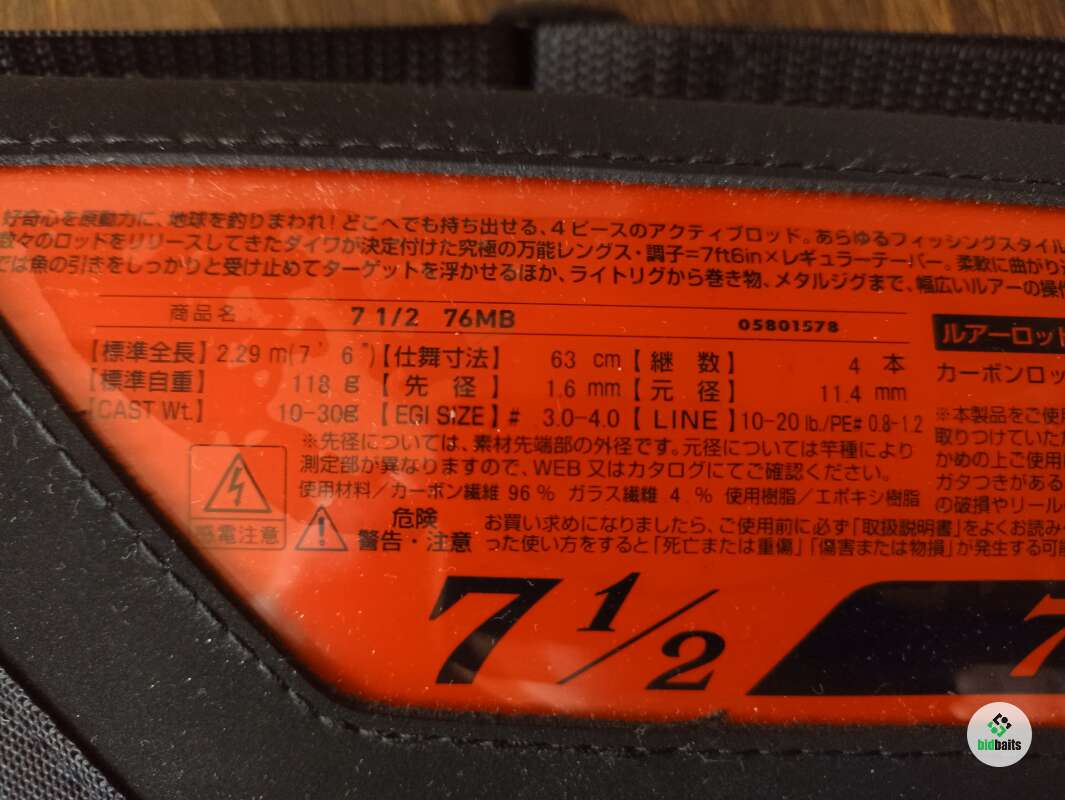 好奇心を原動力に、地球を釣りまわれ！どこへでも持ち出せる、4ピースのアクティブロッド。あらゆるフィッシングスタイル
数々のロッドをリリースしてきたダイワが決定付けた究極の万能レングス・調子=7ft6in×レギュラーテーパー。柔軟に曲がり
では魚の引きをしっかりと受け止めてターゲットを浮かせるほか、ライトリグから巻き物、メタルジグまで、幅広いルアーの操作
商品名 7 1/2 76MB 05801578
【標準全長】2.29 m(7' 6")【仕舞寸法】 63 cm【継 数】 4 本
【標準自重】 118 g【先 径】 1.6 mm【元 径】 11.4 mm
【CAST Wt.】 10-30g【EGI SIZE】# 3.0-4.0【LINE】10-20 lb./PE# 0.8-1.2
※先径については、素材先端部の外径です。元径については竿種により
測定部が異なりますので、WEB又はカタログにてご確認ください。
使用材料／カーボン繊維 96 % ガラス繊維 4. % 使用樹脂／エポキシ樹脂
感電注意
危険
警告・注意
お買い求めになりましたら、ご使用前に必ず「取扱説明書」をよくお読み
った使い方をすると「死亡または重傷」「傷害または物損」が発生する可能
ルアーロッド
カーボンロッ
※本製品をご使用
取りつけていた
かめの上ご使用
ガタつきがある
の破損やリール
7 1/2
7
bidbaits